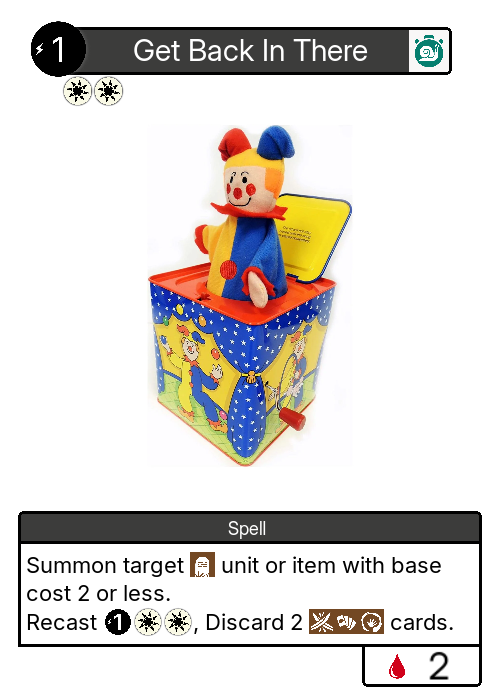 1 Get Back In There
Spell
Summon target unit or item with base
cost 2 or less.
Recast 1, Discard 2 cards.
2